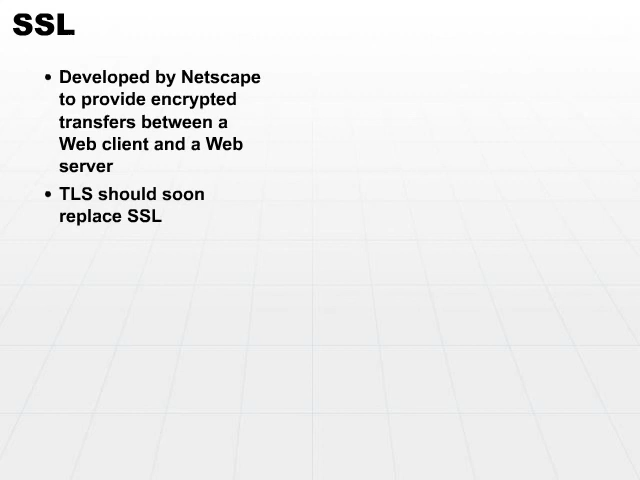 SSL
• Developed by Netscape
to provide encrypted
transfers between a
Web client and a Web
server
• TLS should soon
replace SSL